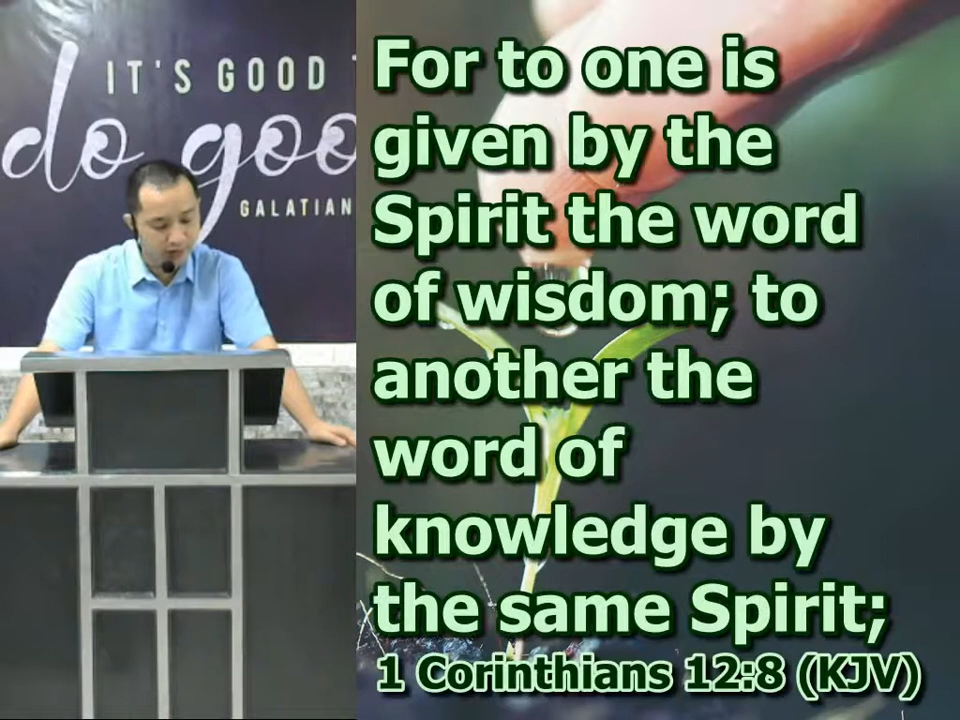 IT'S GOOD
do goo
GALATIAN
For to one is
given by the
Spirit the word
of wisdom; to
another the
word of
knowledge by
the same Spirit;
1 Corinthians 12:8 (KJV)